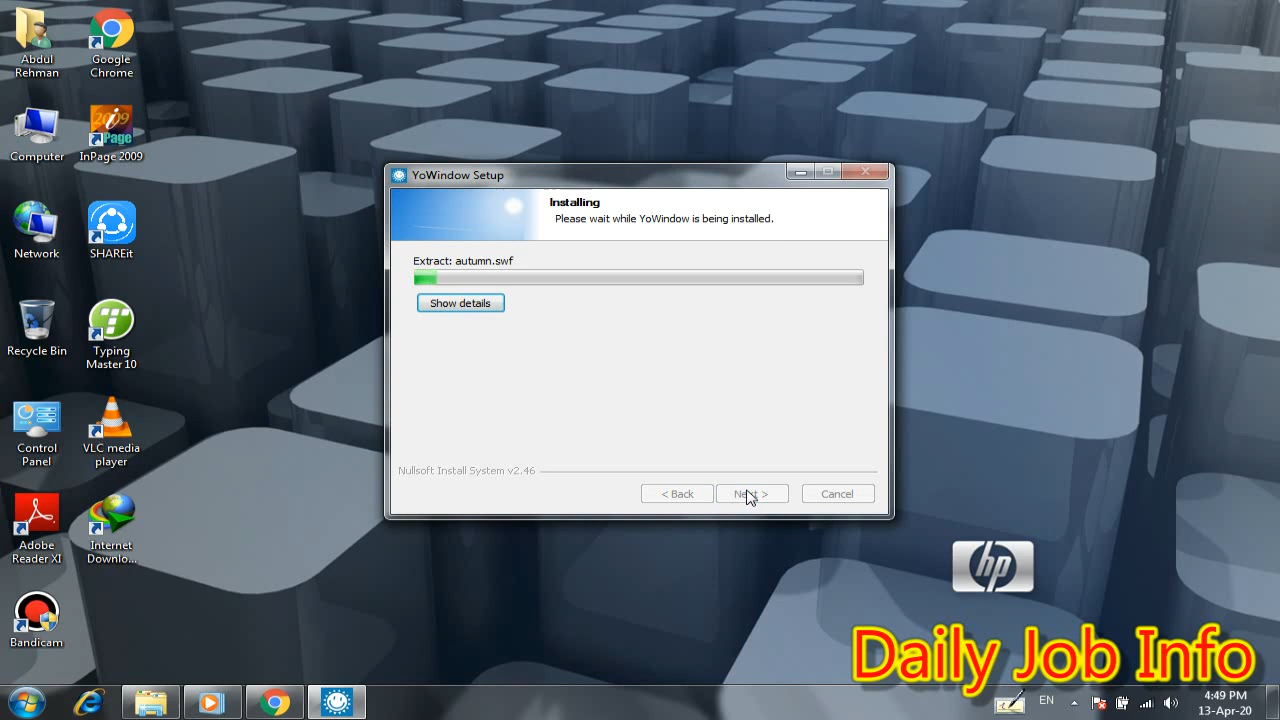 Abdul
Rehman
Google
Chrome
Computer
2009
iPage
InPage 2009
Network
SHAREit
Recycle Bin
Typing
Master 10
Control
Panel
VLC media
player
Adobe
Reader XI
Internet
Downlo...
Bandicam
YoWindow Setup
Installing
Please wait while YoWindow is being installed.
Extract: autumn.swf
Show details
Nullsoft Install System v2.46
< Back
Next >
Cancel
hp
Daily Job Info
EN
4:49 PM
13-Apr-20